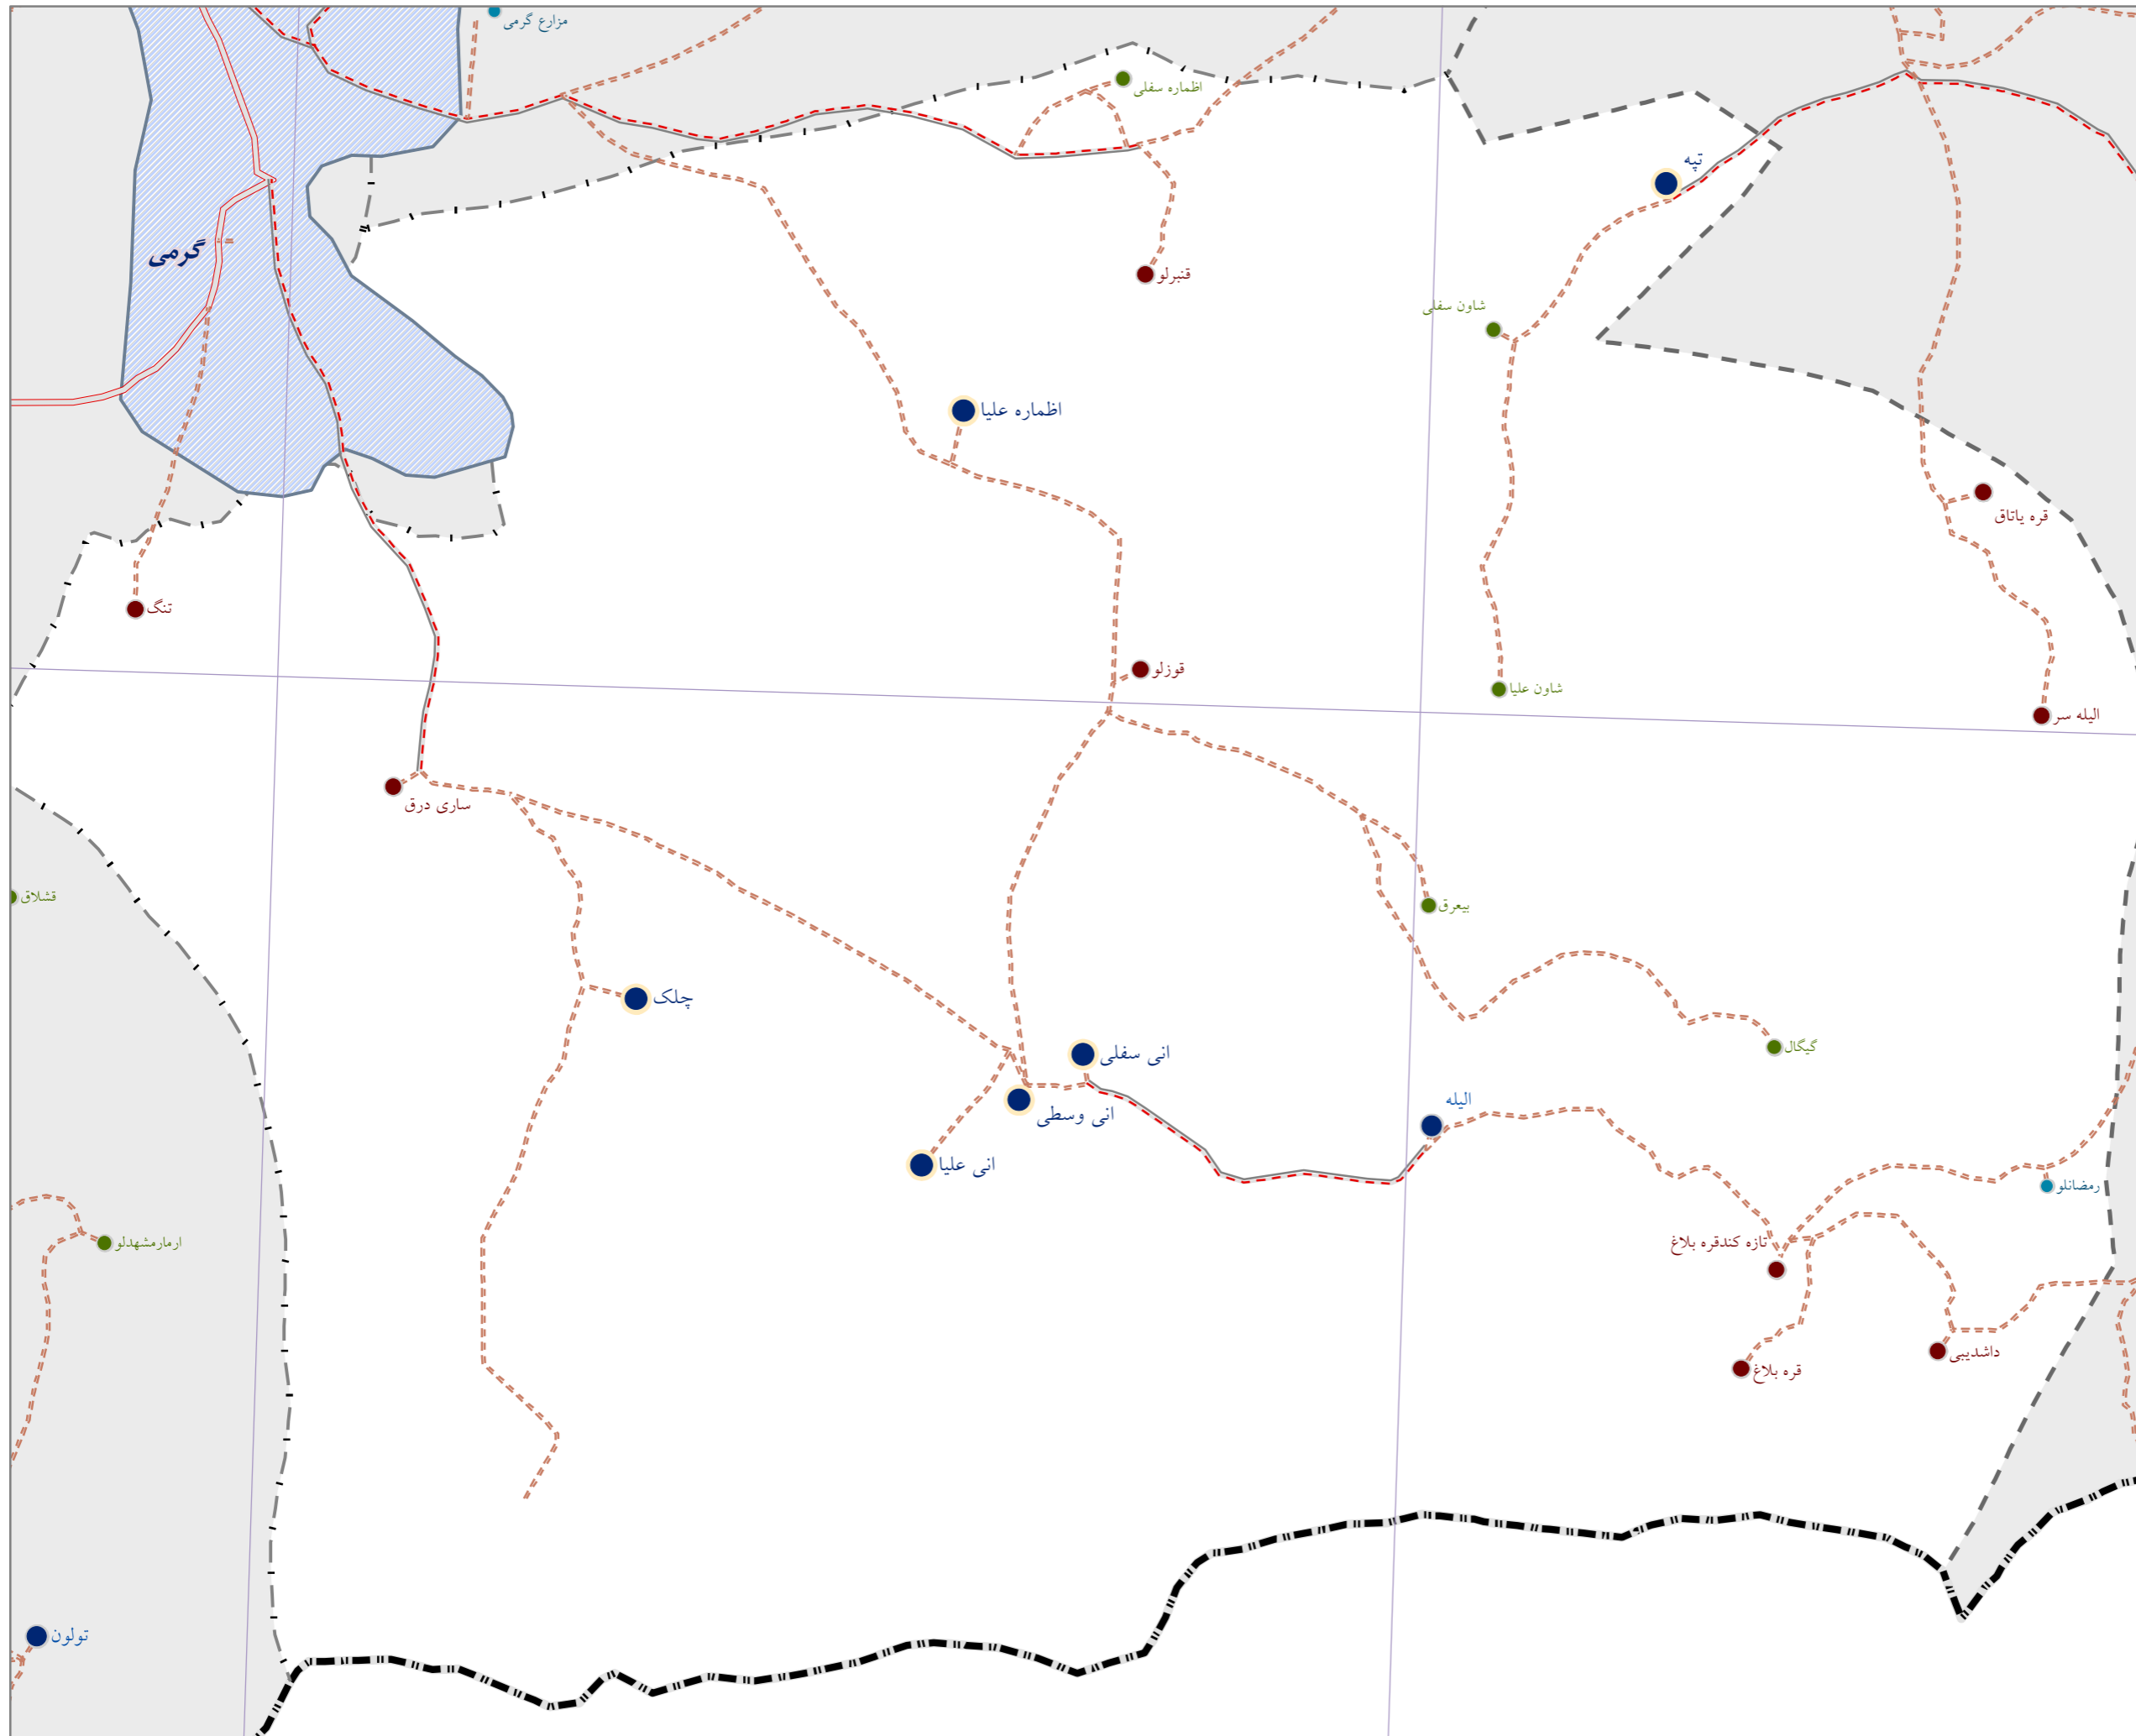 مزارع گرمی
اظماره سفلی
تپه
گرمی
قنبرلو
شاون سفلی
اظماره علیا
قره یاتاق
تنگ
قوزلو
شاون علیا
الیله سر
ساری درق
قشلاق
بیعرق
چلک
گیگال
انی سفلی
الیله
انی وسطی
انی علیا
رمضانلو
ارمارمشهدلو
تازه کندقره بلاغ
داشدیبی
قره بلاغ
تولون